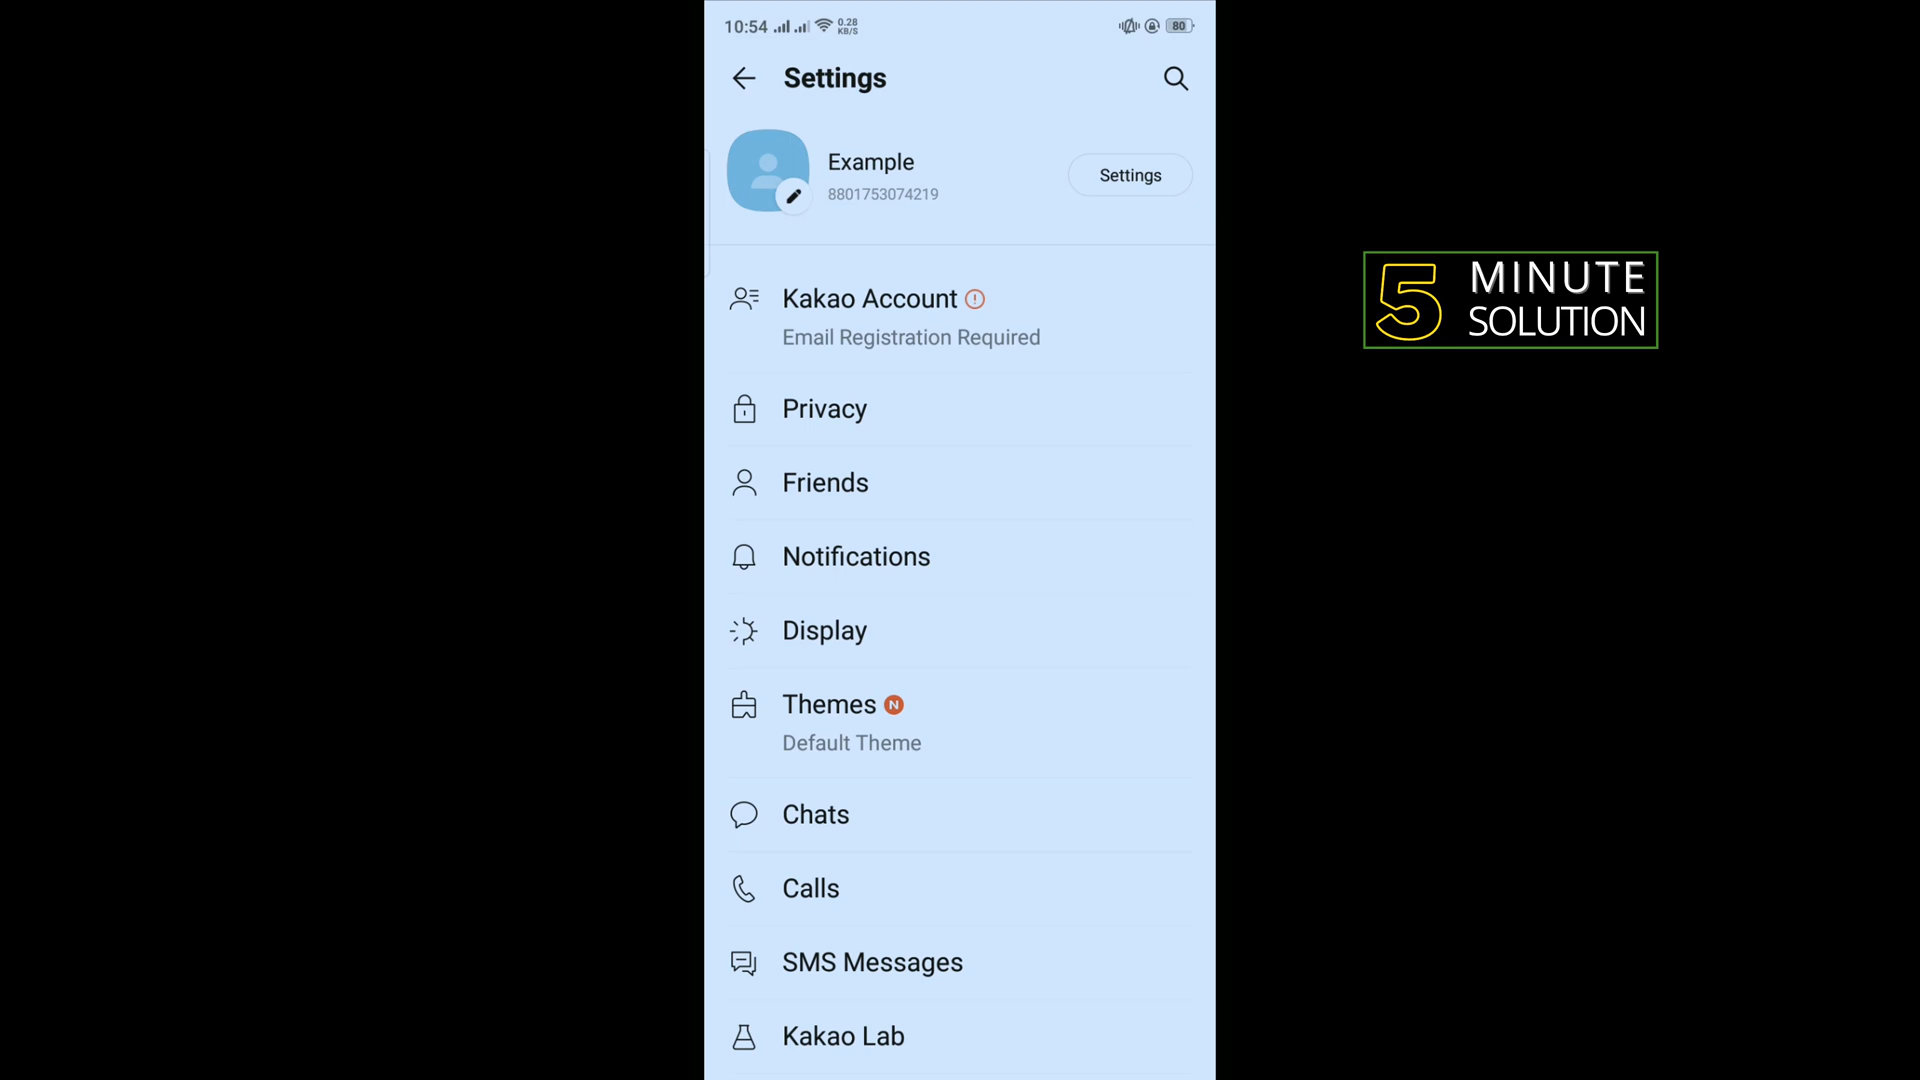 10:54 0.28 KB/S 80
Settings
Example
8801753074219
Settings
Kakao Account
Email Registration Required
Privacy
Friends
Notifications
Display
Themes N
Default Theme
Chats
Calls
SMS Messages
Kakao Lab
5 MINUTE
SOLUTION